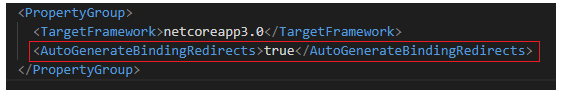 <PropertyGroup>
<TargetFramework>netcoreapp3.0</TargetFramework>
<AutoGenerateBindingRedirects>true</AutoGenerateBindingRedirects>
</PropertyGroup>